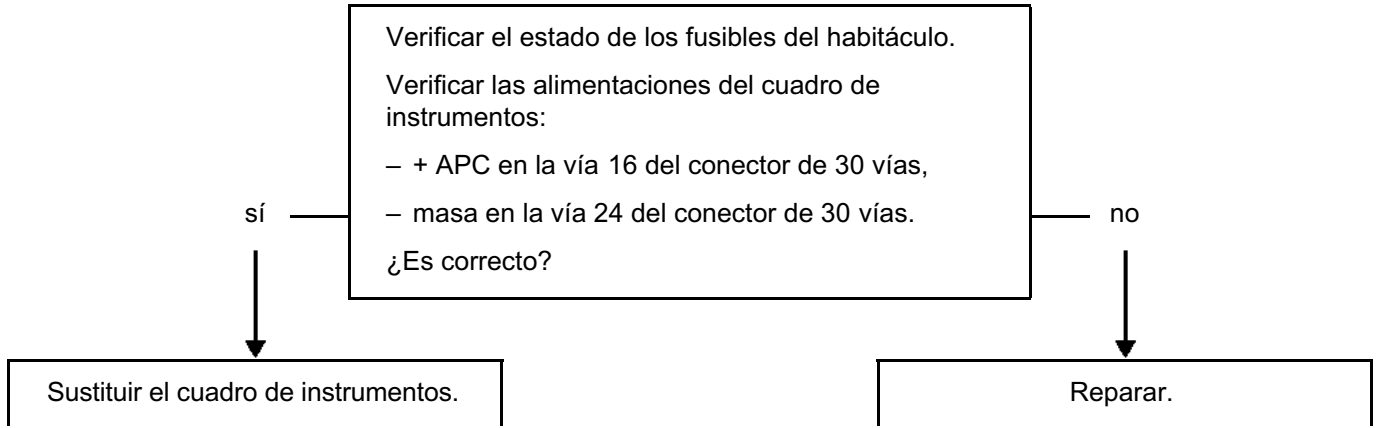 Verificar el estado de los fusibles del habitáculo.
Verificar las alimentaciones del cuadro de
instrumentos:
– + APC en la vía 16 del conector de 30 vías,
– masa en la vía 24 del conector de 30 vías.
¿Es correcto?
sí
no
Sustituir el cuadro de instrumentos.
Reparar.